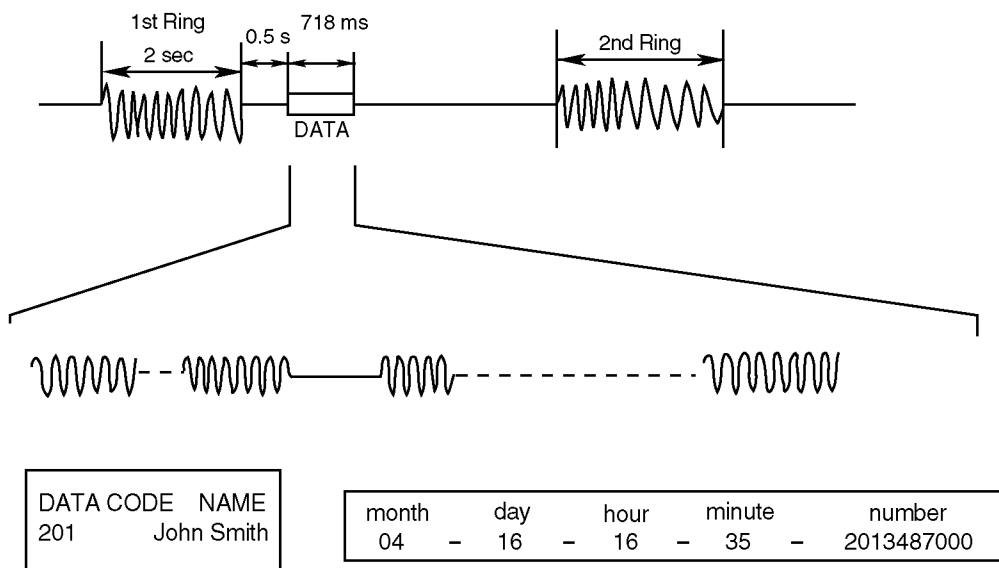 1st Ring
2 sec
0.5 s
718 ms
DATA
2nd Ring
DATA CODE NAME
201 John Smith
month day hour minute number
04 – 16 – 16 – 35 – 2013487000